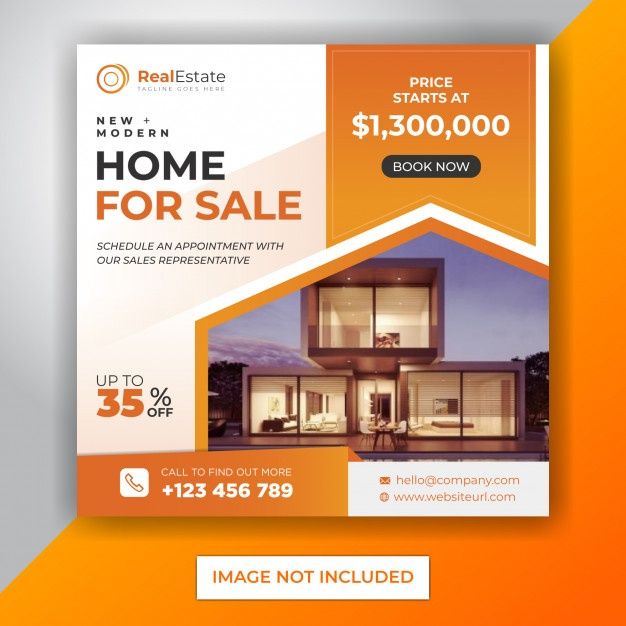 RealEstate
TAGLINE GOES HERE
NEW +
MODERN
HOME
FOR SALE
SCHEDULE AN APPOINTMENT WITH
OUR SALES REPRESENTATIVE
PRICE
STARTS AT
$1,300,000
BOOK NOW
UP TO
35% OFF
CALL TO FIND OUT MORE
+123 456 789
hello@company.com
www.websiteurl.com
IMAGE NOT INCLUDED